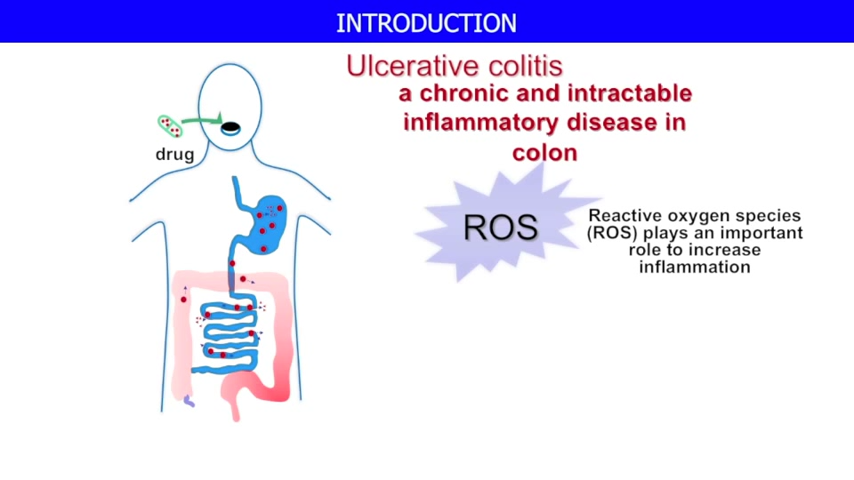 INTRODUCTION
Ulcerative colitis
a chronic and intractable
inflammatory disease in
colon
drug
ROS
Reactive oxygen species
(ROS) plays an important
role to increase
inflammation